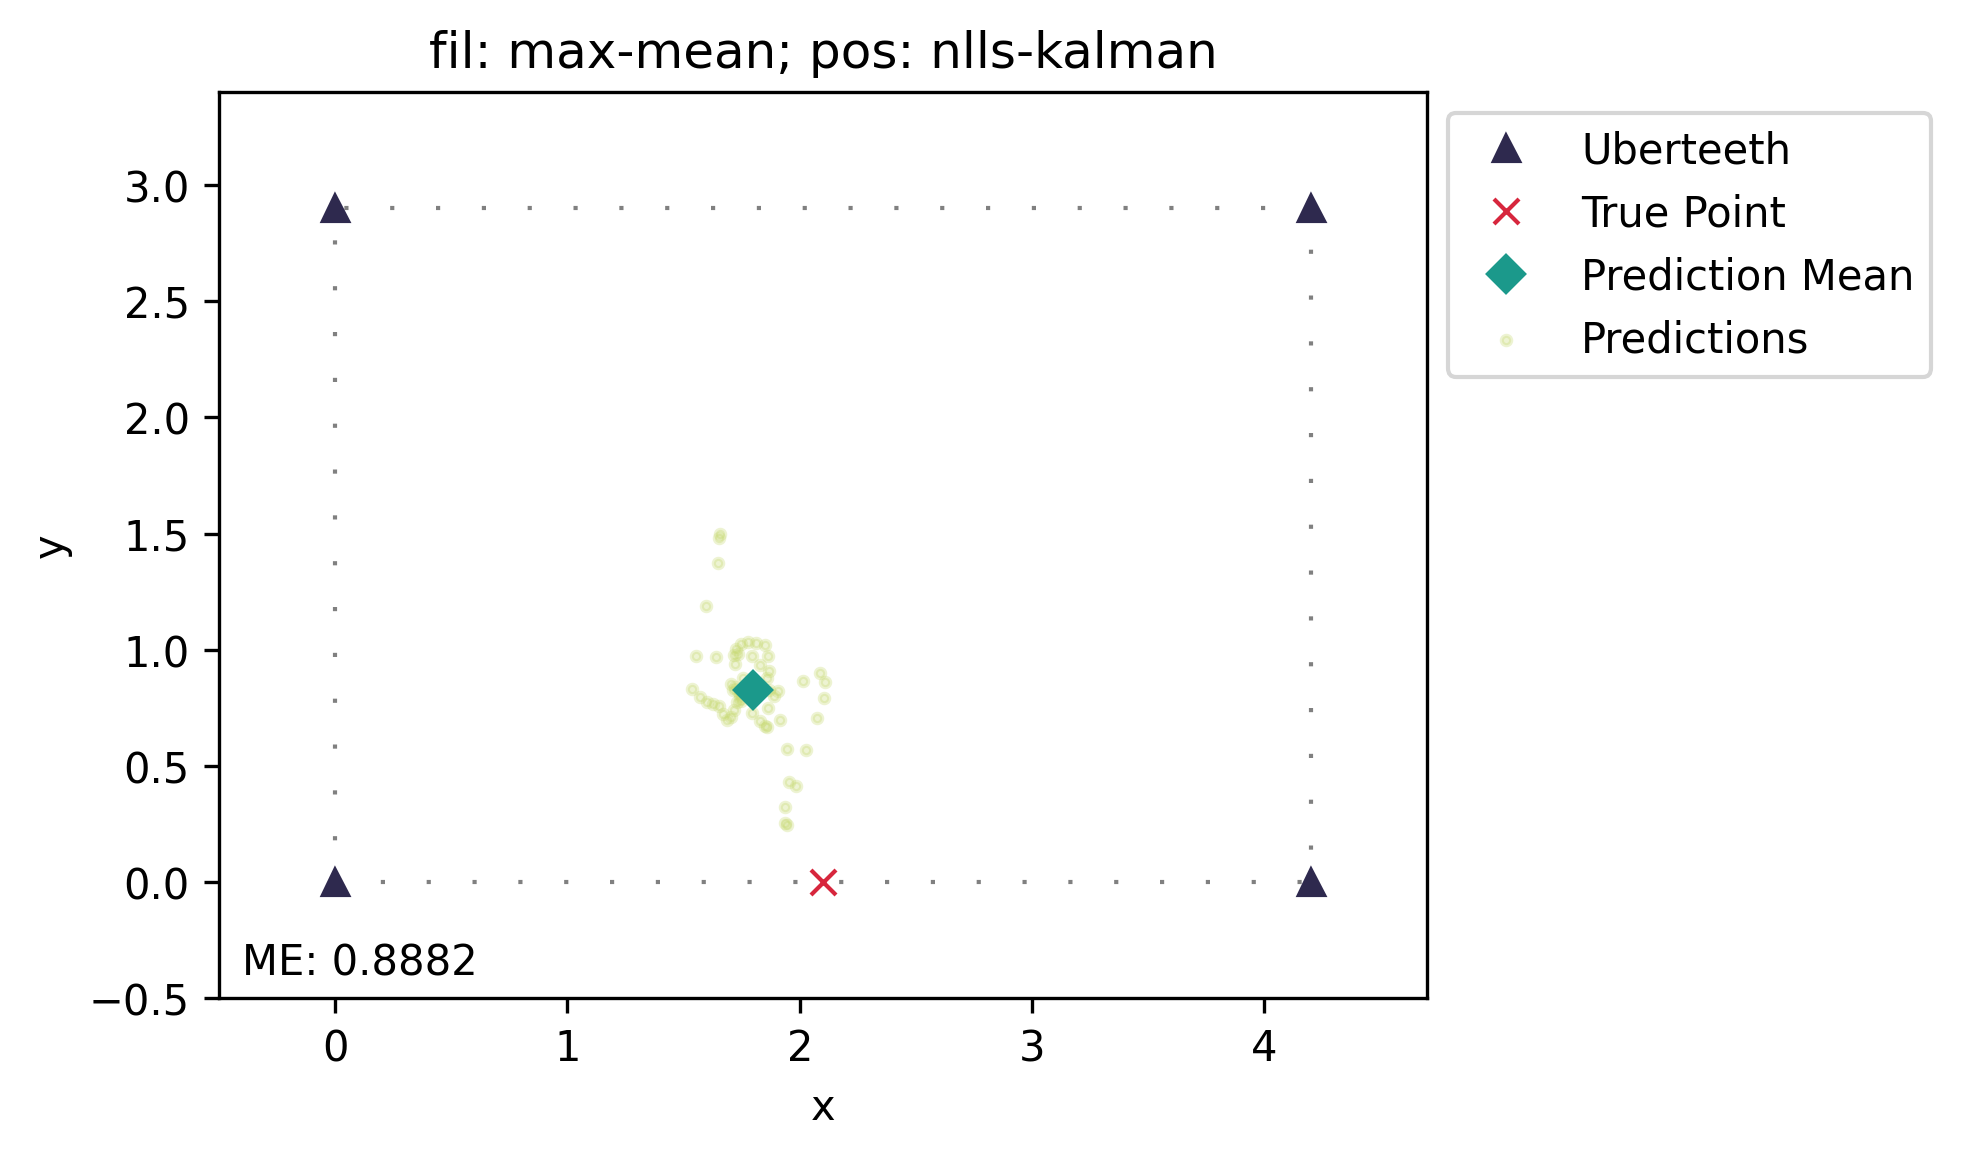 fil: max-mean; pos: nlls-kalman
Uberteeth
True Point
Prediction Mean
Predictions
3.0
2.5
2.0
1.5
1.0
0.5
0.0
−0.5
y
ME: 0.8882
0 1 2 3 4
x